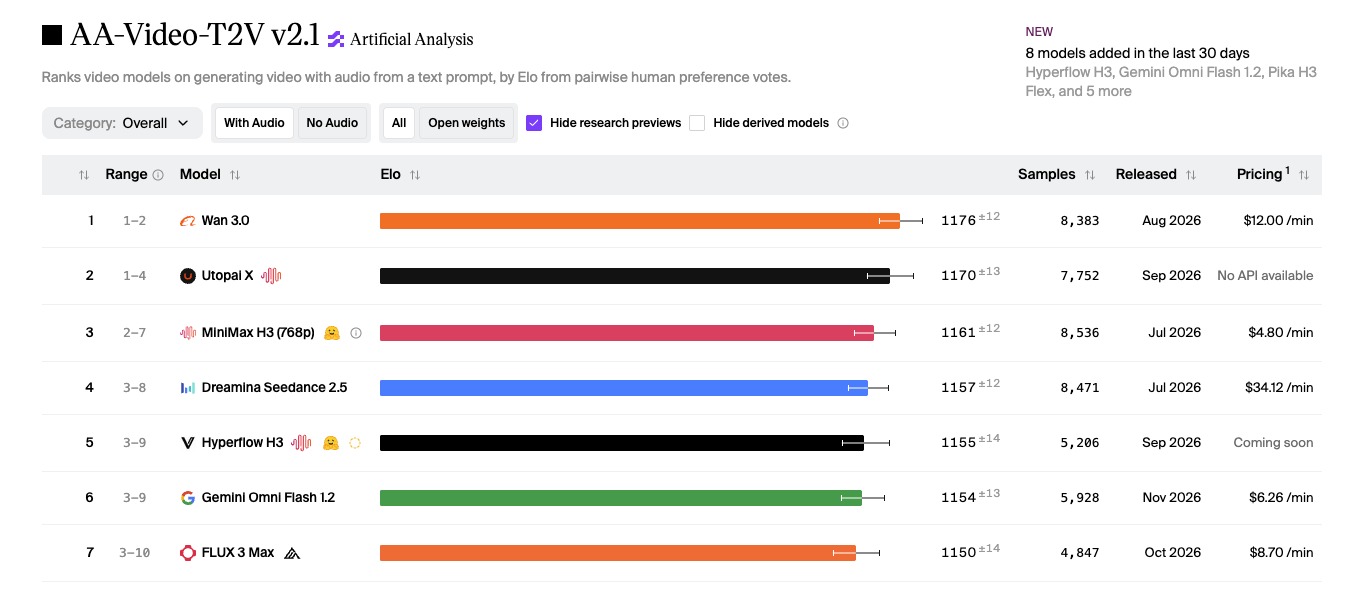 AA-Video-T2V v2.1 Artificial Analysis
Ranks video models on generating video with audio from a text prompt, by Elo from pairwise human preference votes.
NEW
8 models added in the last 30 days
Hyperflow H3, Gemini Omni Flash 1.2, Pika H3
Flex, and 5 more
Category: Overall With Audio No Audio All Open weights Hide research previews Hide derived models
Range Model Elo Samples Released Pricing 1
1 1–2 Wan 3.0 1176 ±12 8,383 Aug 2026 $12.00 /min
2 1–4 Utopai X 1170 ±13 7,752 Sep 2026 No API available
3 2–7 MiniMax H3 (768p) 1161 ±12 8,536 Jul 2026 $4.80 /min
4 3–8 Dreamina Seedance 2.5 1157 ±12 8,471 Jul 2026 $34.12 /min
5 3–9 Hyperflow H3 1155 ±14 5,206 Sep 2026 Coming soon
6 3–9 Gemini Omni Flash 1.2 1154 ±13 5,928 Nov 2026 $6.26 /min
7 3–10 FLUX 3 Max 1150 ±14 4,847 Oct 2026 $8.70 /min